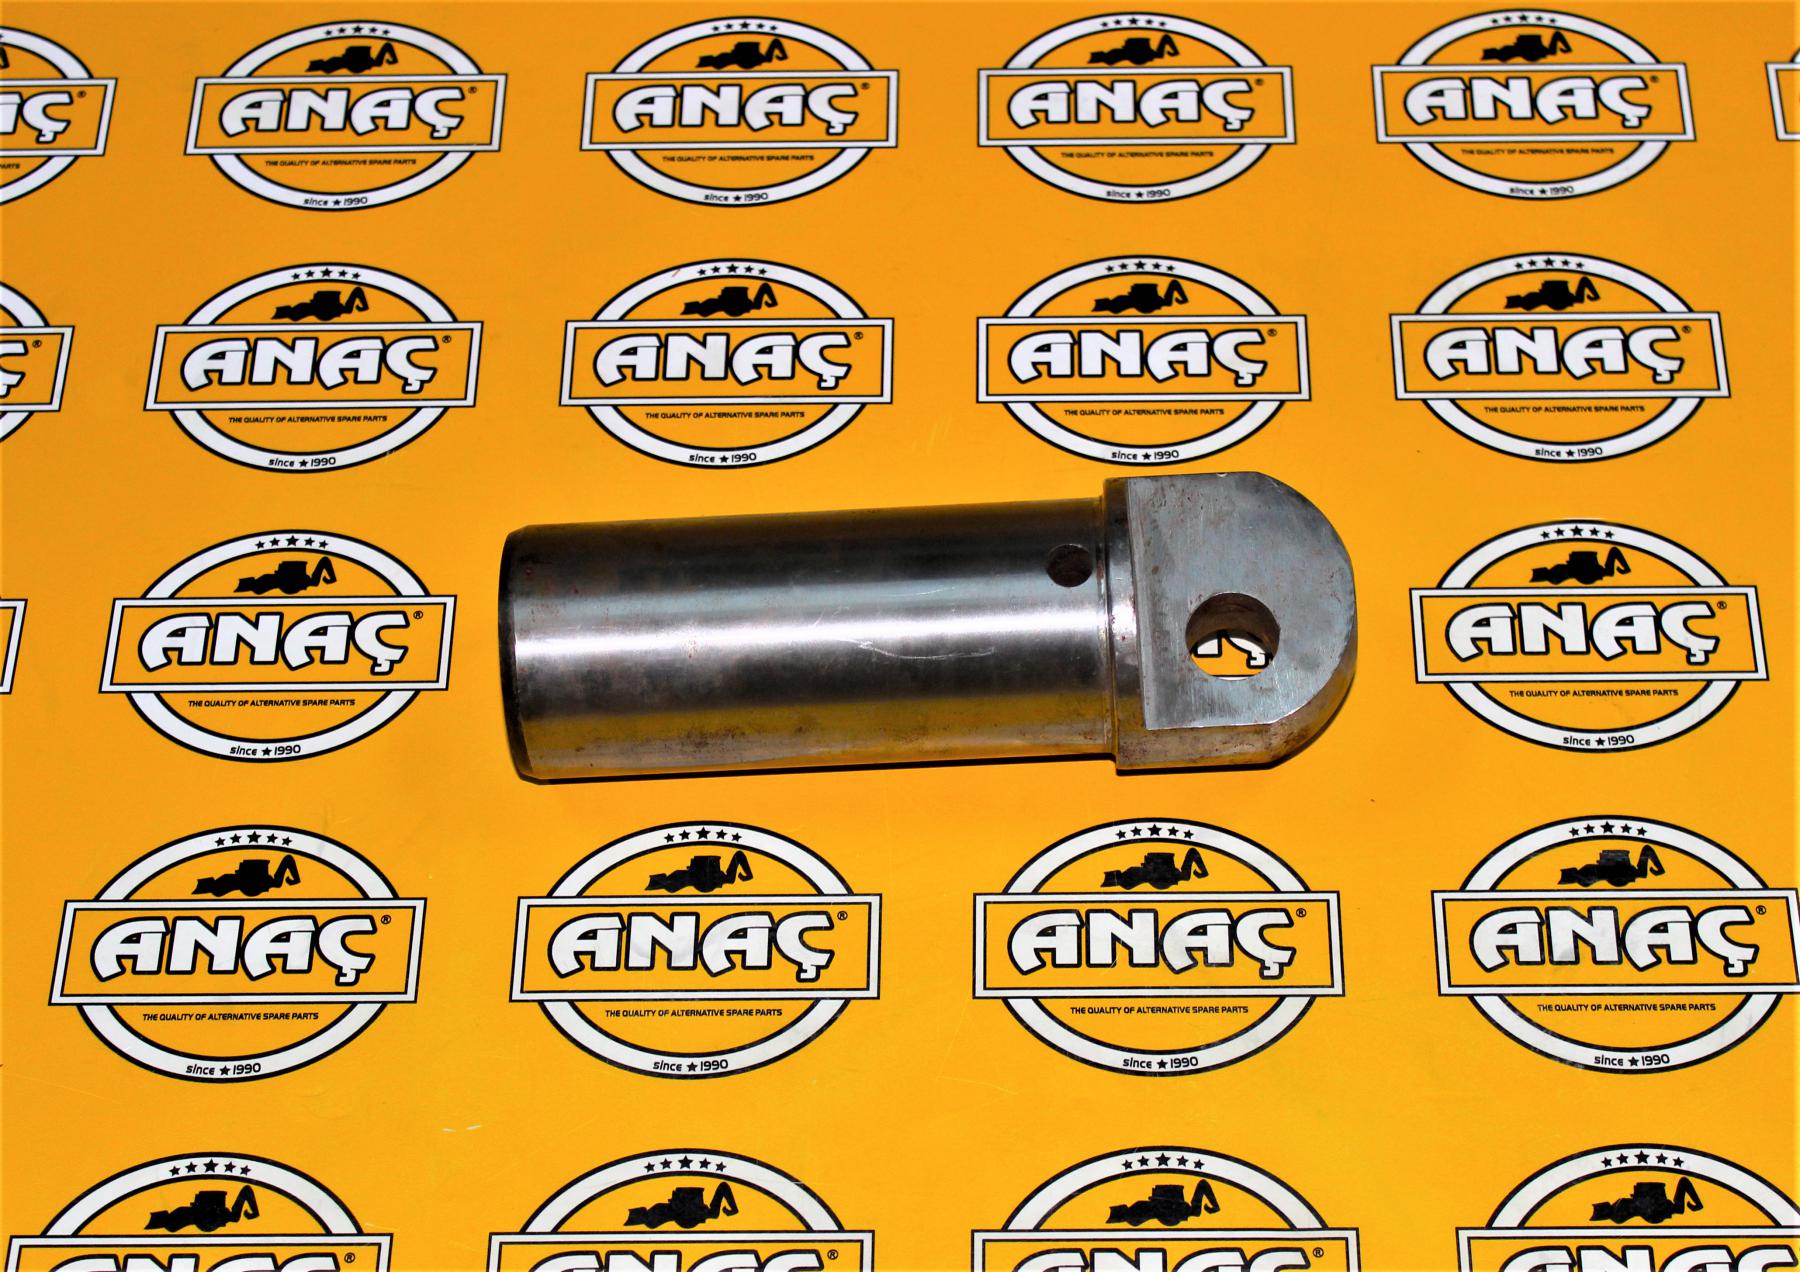 ANAÇ® ANAÇ® ANAÇ® ANAÇ® AÇ®
THE QUALITY OF ALTERNATIVE SPARE PARTS THE QUALITY OF ALTERNATIVE SPARE PARTS THE QUALITY OF ALTERNATIVE SPARE PARTS THE QUALITY OF ALTERNATIVE SPARE PARTS PARTS
since ★ 1990 since ★ 1990 since ★ 1990 since ★ 1990
Ç® ANAÇ® ANAÇ® ANAÇ® ANAÇ®
THE QUALITY OF ALTERNATIVE SPARE PARTS THE QUALITY OF ALTERNATIVE SPARE PARTS THE QUALITY OF ALTERNATIVE SPARE PARTS THE QUALITY OF ALTERNATIVE SPARE PARTS
since ★ 1990 since ★ 1990 since ★ 1990 since ★ 1990
ANAÇ® ANAÇ®
THE QUALITY OF ALTERNATIVE SPARE PARTS THE QUALITY OF ALTERNATIVE SPARE PARTS
since ★ 1990 since ★ 1990
ANAÇ® ANAÇ® ANAÇ® ANAÇ®
THE QUALITY OF ALTERNATIVE SPARE PARTS THE QUALITY OF ALTERNATIVE SPARE PARTS THE QUALITY OF ALTERNATIVE SPARE PARTS THE QUALITY OF ALTERNATIVE SPARE PARTS
since ★ 1990 since ★ 1990 since ★ 1990 since ★ 1990
ANAÇ® ANAÇ® ANAÇ® ANAÇ